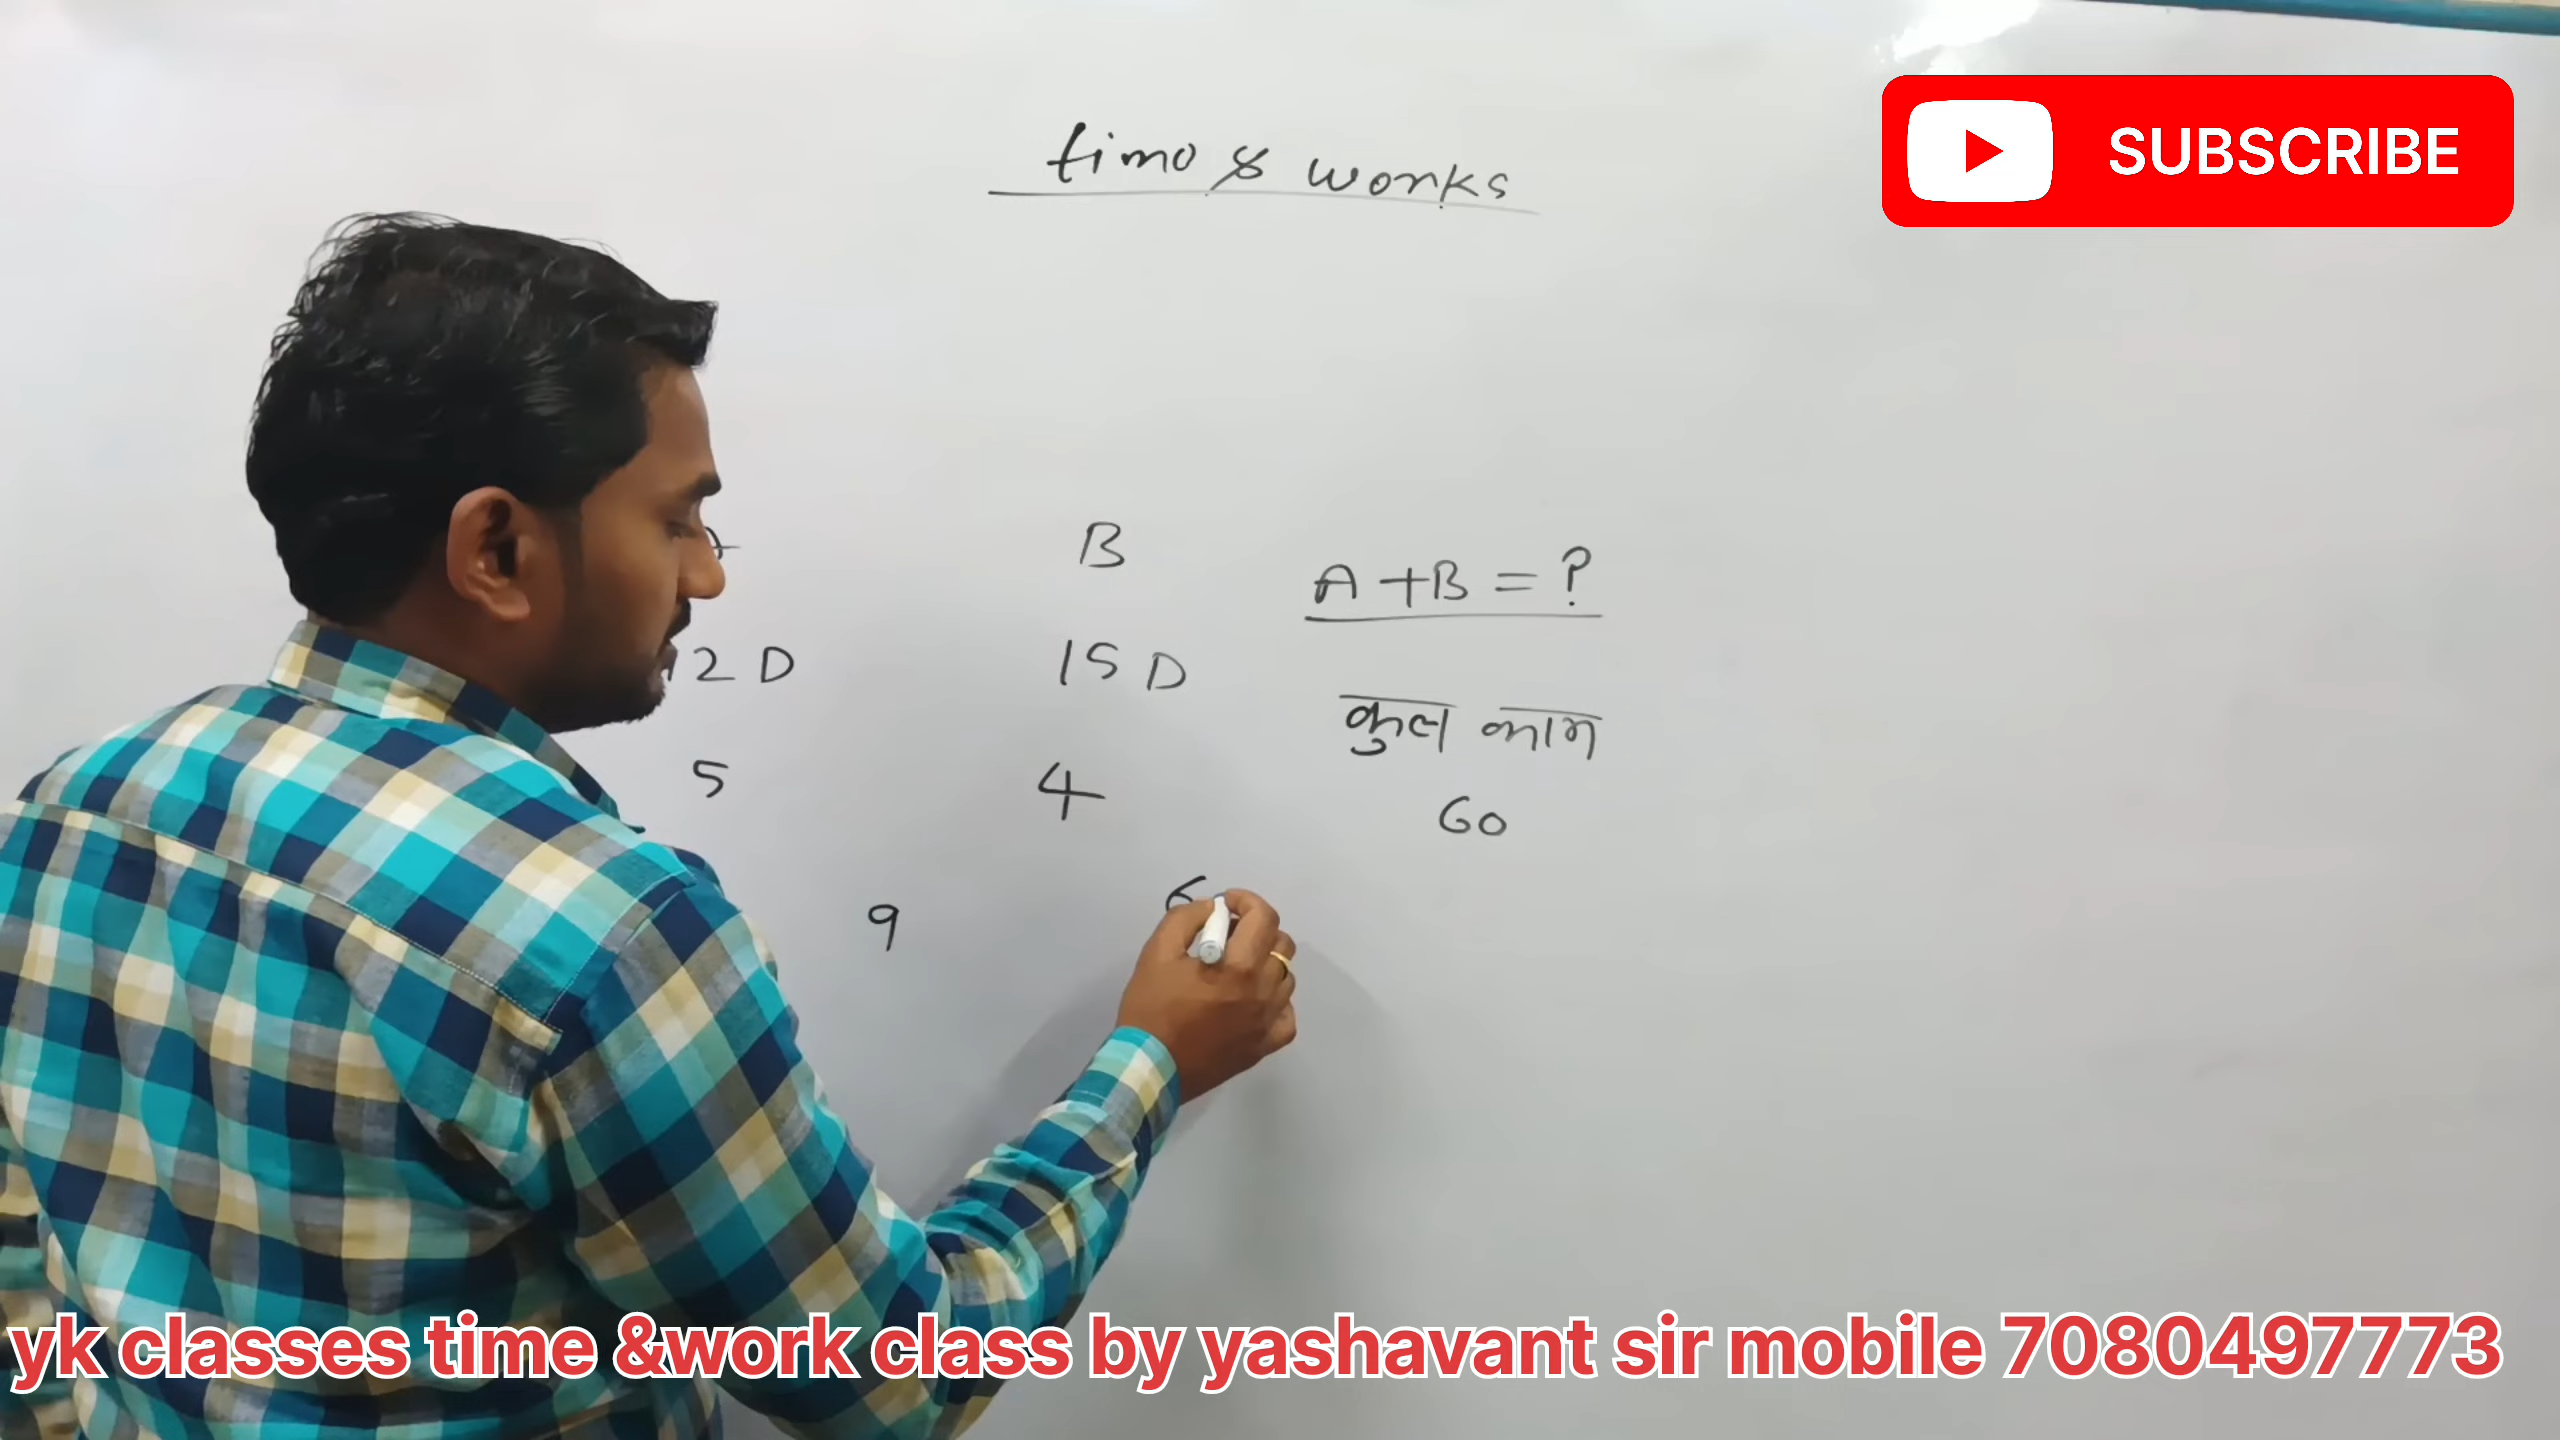 timo & works
SUBSCRIBE
B
A + B = ?
12 D
15 D
कुल काम
5
4
60
9
6
yk classes time &work class by yashavant sir mobile 7080497773